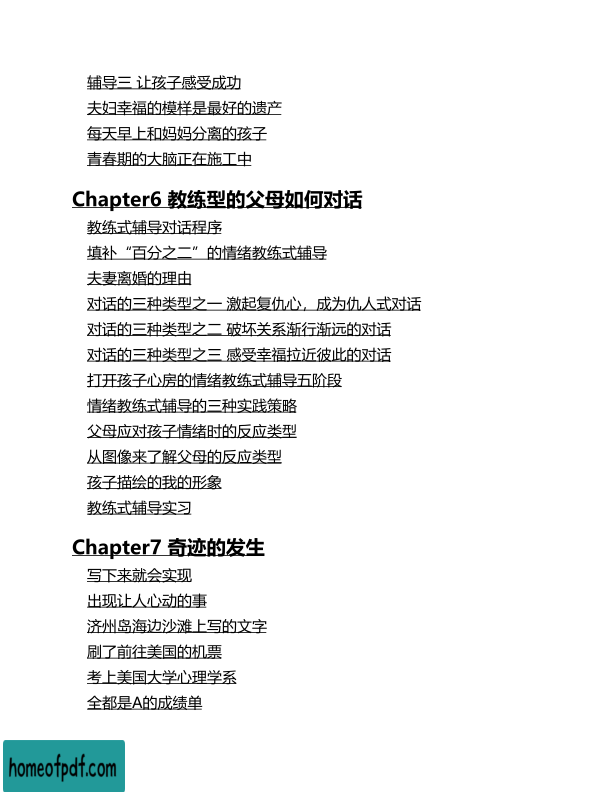 辅导三 让孩子感受成功
夫妇幸福的模样是最好的遗产
每天早上和妈妈分离的孩子
青春期的大脑正在施工中
Chapter6 教练型的父母如何对话
教练式辅导对话程序
填补“百分之二”的情绪教练式辅导
夫妻离婚的理由
对话的三种类型之一 激起复仇心，成为仇人式对话
对话的三种类型之二 破坏关系渐行渐远的对话
对话的三种类型之三 感受幸福拉近彼此的对话
打开孩子心房的情绪教练式辅导五阶段
情绪教练式辅导的三种实践策略
父母应对孩子情绪时的反应类型
从图像来了解父母的反应类型
孩子描绘的我的形象
教练式辅导实习
Chapter7 奇迹的发生
写下来就会实现
出现让人心动的事
济州岛海边沙滩上写的文字
刷了前往美国的机票
考上美国大学心理学系
全都是A的成绩单
homeofpdf.com